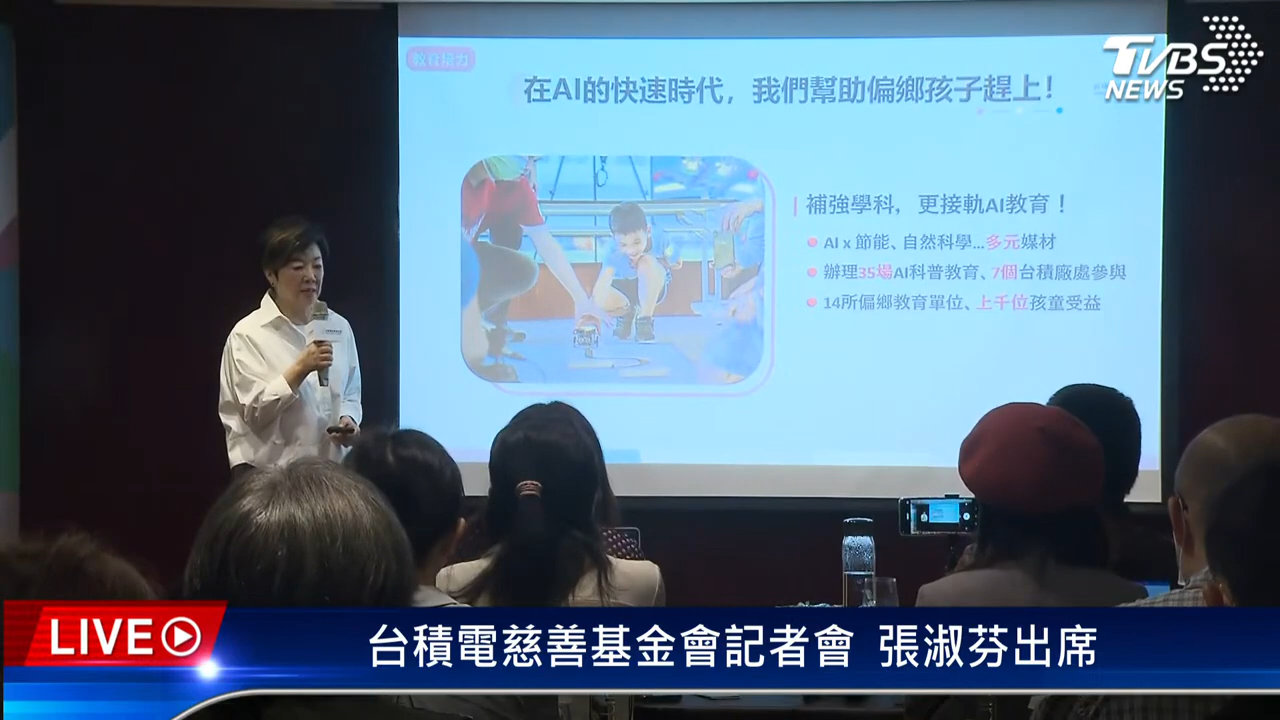 TVBS
NEWS
在AI的快速時代，我們幫助偏鄉孩子趕上！
補強學科，更接軌AI教育！
AI x 節能、自然科學...多元媒材
辦理35場AI科普教育、7個台積廠處參與
14所偏鄉教育單位、上千位孩童受益
LIVE
台積電慈善基金會記者會 張淑芬出席